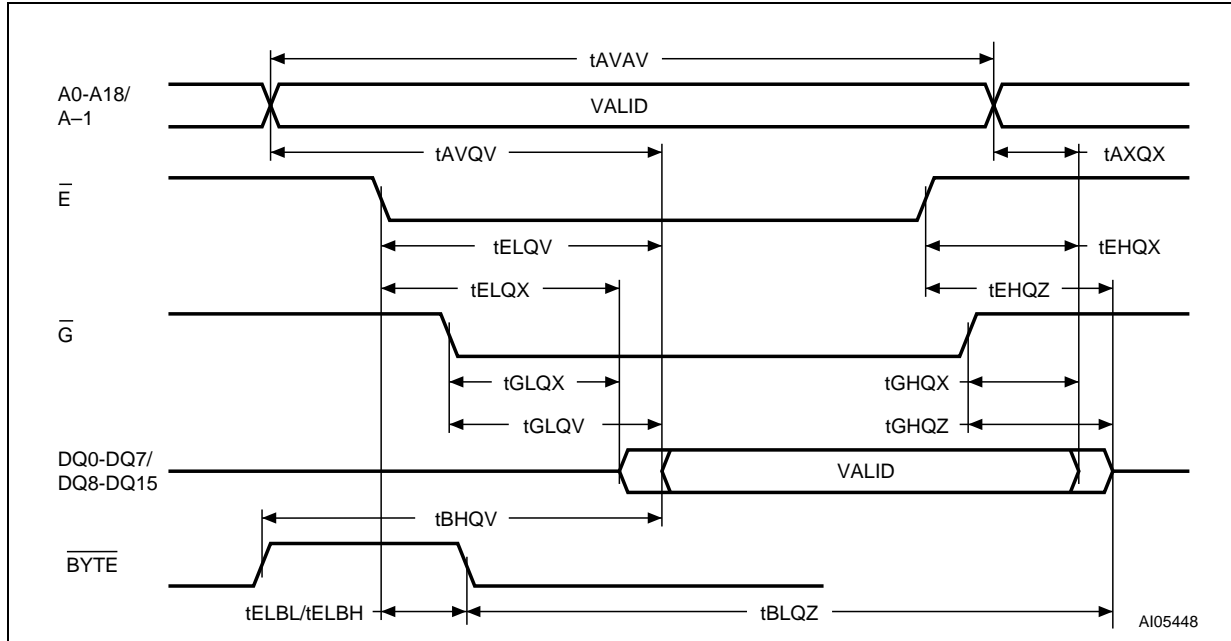 tAVAV
A0-A18/
A–1
VALID
tAVQV
tAXQX
E
tELQV
tEHQX
tELQX
tEHQZ
G
tGLQX
tGHQX
tGLQV
tGHQZ
DQ0-DQ7/
DQ8-DQ15
VALID
tBHQV
BYTE
tELBL/tELBH
tBLQZ
AI05448